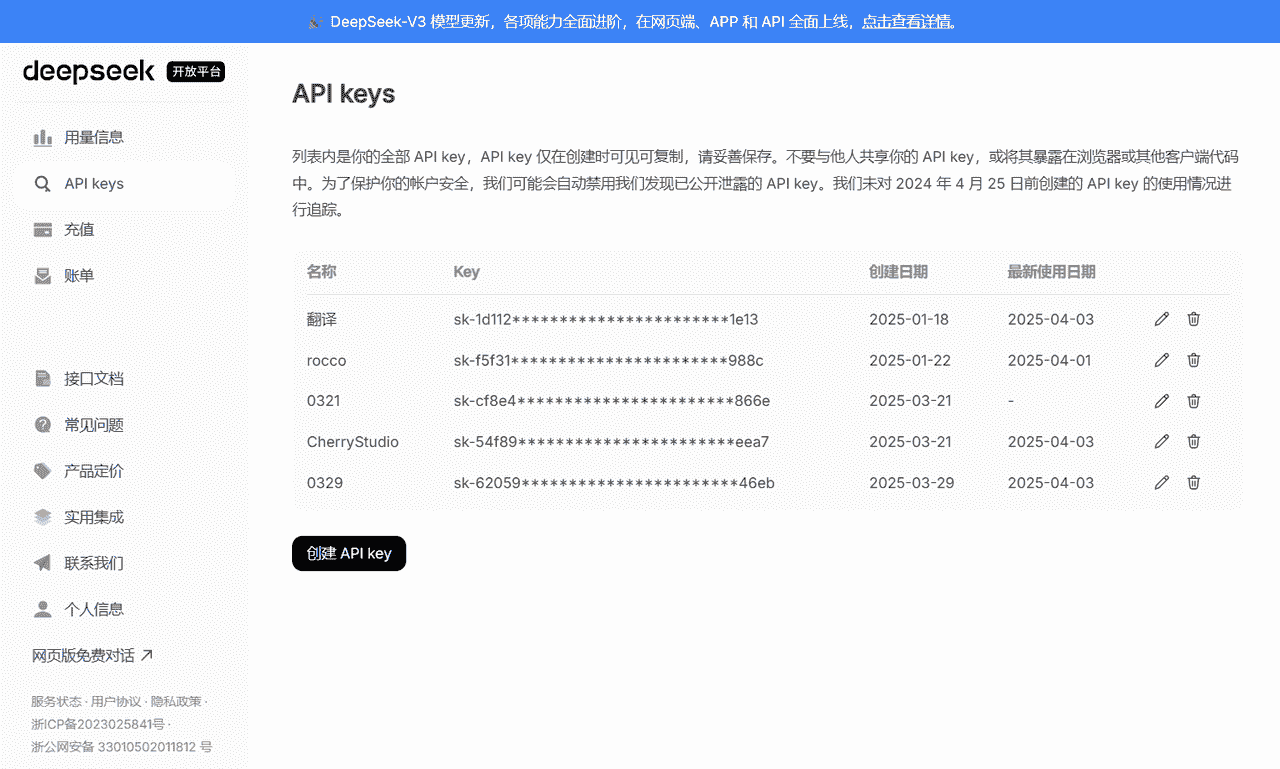 🎉 DeepSeek-V3 模型更新，各项能力全面进阶，在网页端、APP 和 API 全面上线，点击查看详情。
deepseek 开放平台
用量信息
API keys
充值
账单
接口文档
常见问题
产品定价
实用集成
联系我们
个人信息
网页版免费对话 ↗
服务状态 · 用户协议 · 隐私政策 ·
浙ICP备2023025841号 ·
浙公网安备 33010502011812 号
API keys
列表内是你的全部 API key，API key 仅在创建时可见可复制，请妥善保存。不要与他人共享你的 API key，或将其暴露在浏览器或其他客户端代码
中。为了保护你的帐户安全，我们可能会自动禁用我们发现已公开泄露的 API key。我们未对 2024 年 4 月 25 日前创建的 API key 的使用情况进
行追踪。
名称 Key 创建日期 最新使用日期
翻译 sk-1d112***********************1e13 2025-01-18 2025-04-03
rocco sk-f5f31***********************988c 2025-01-22 2025-04-01
0321 sk-cf8e4***********************866e 2025-03-21 -
CherryStudio sk-54f89***********************eea7 2025-03-21 2025-04-03
0329 sk-62059***********************46eb 2025-03-29 2025-04-03
创建 API key